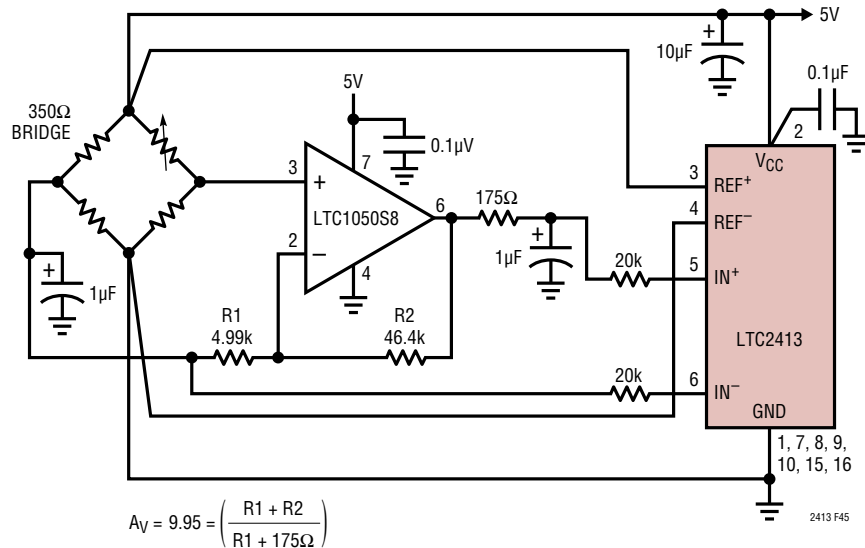 5V
+
10µF
0.1µF
2
350Ω
BRIDGE
5V
7
0.1µV
3
+
LTC1050S8
6
2
–
4
175Ω
+
1µF
20k
+
1µF
R1
4.99k
R2
46.4k
20k
VCC
3
REF+
4
REF–
5
IN+
LTC2413
6
IN–
GND
1, 7, 8, 9,
10, 15, 16
2413 F45
AV = 9.95 = (R1 + R2
R1 + 175Ω)